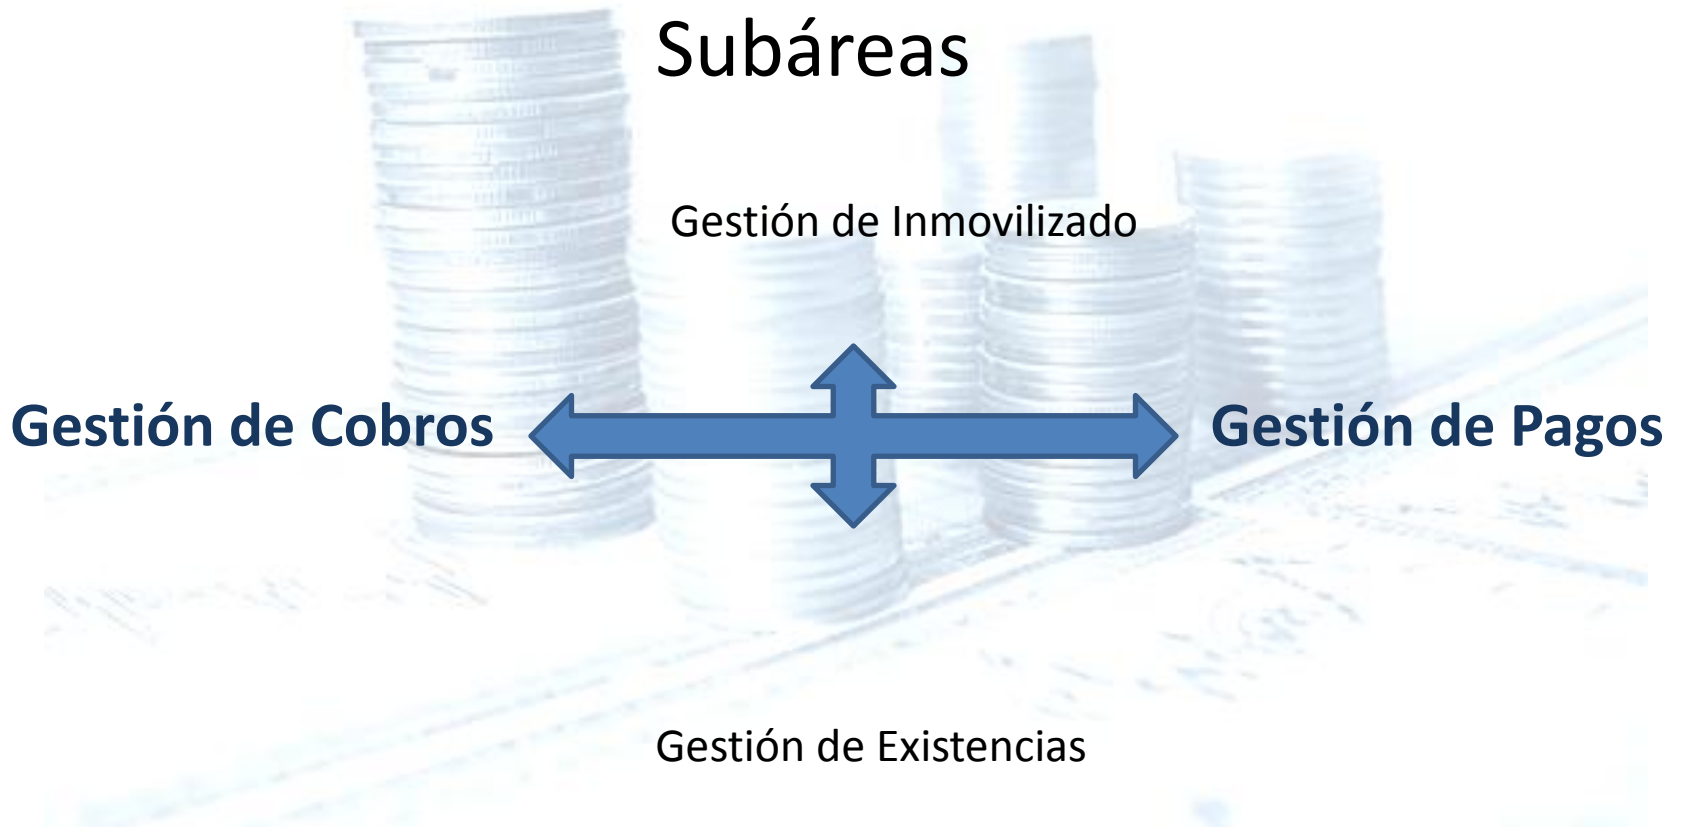 Subáreas
Gestión de Inmovilizado
Gestión de Cobros
Gestión de Pagos
Gestión de Existencias